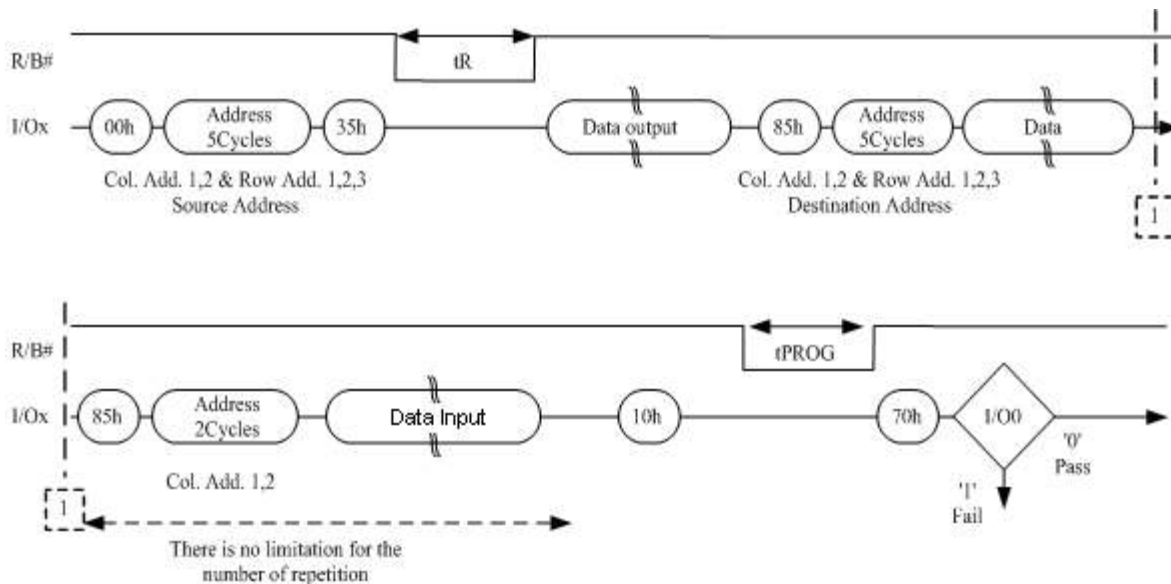 R/B#
tR
I/Ox
00h
Address
5Cycles
35h
Data output
85h
Address
5Cycles
Data
Col. Add. 1,2 & Row Add. 1,2,3
Source Address
Col. Add. 1,2 & Row Add. 1,2,3
Destination Address
1
R/B#
tPROG
I/Ox
85h
Address
2Cycles
Data Input
10h
70h
I/O0
'0'
Pass
'1'
Fail
Col. Add. 1,2
1
There is no limitation for the
number of repetition